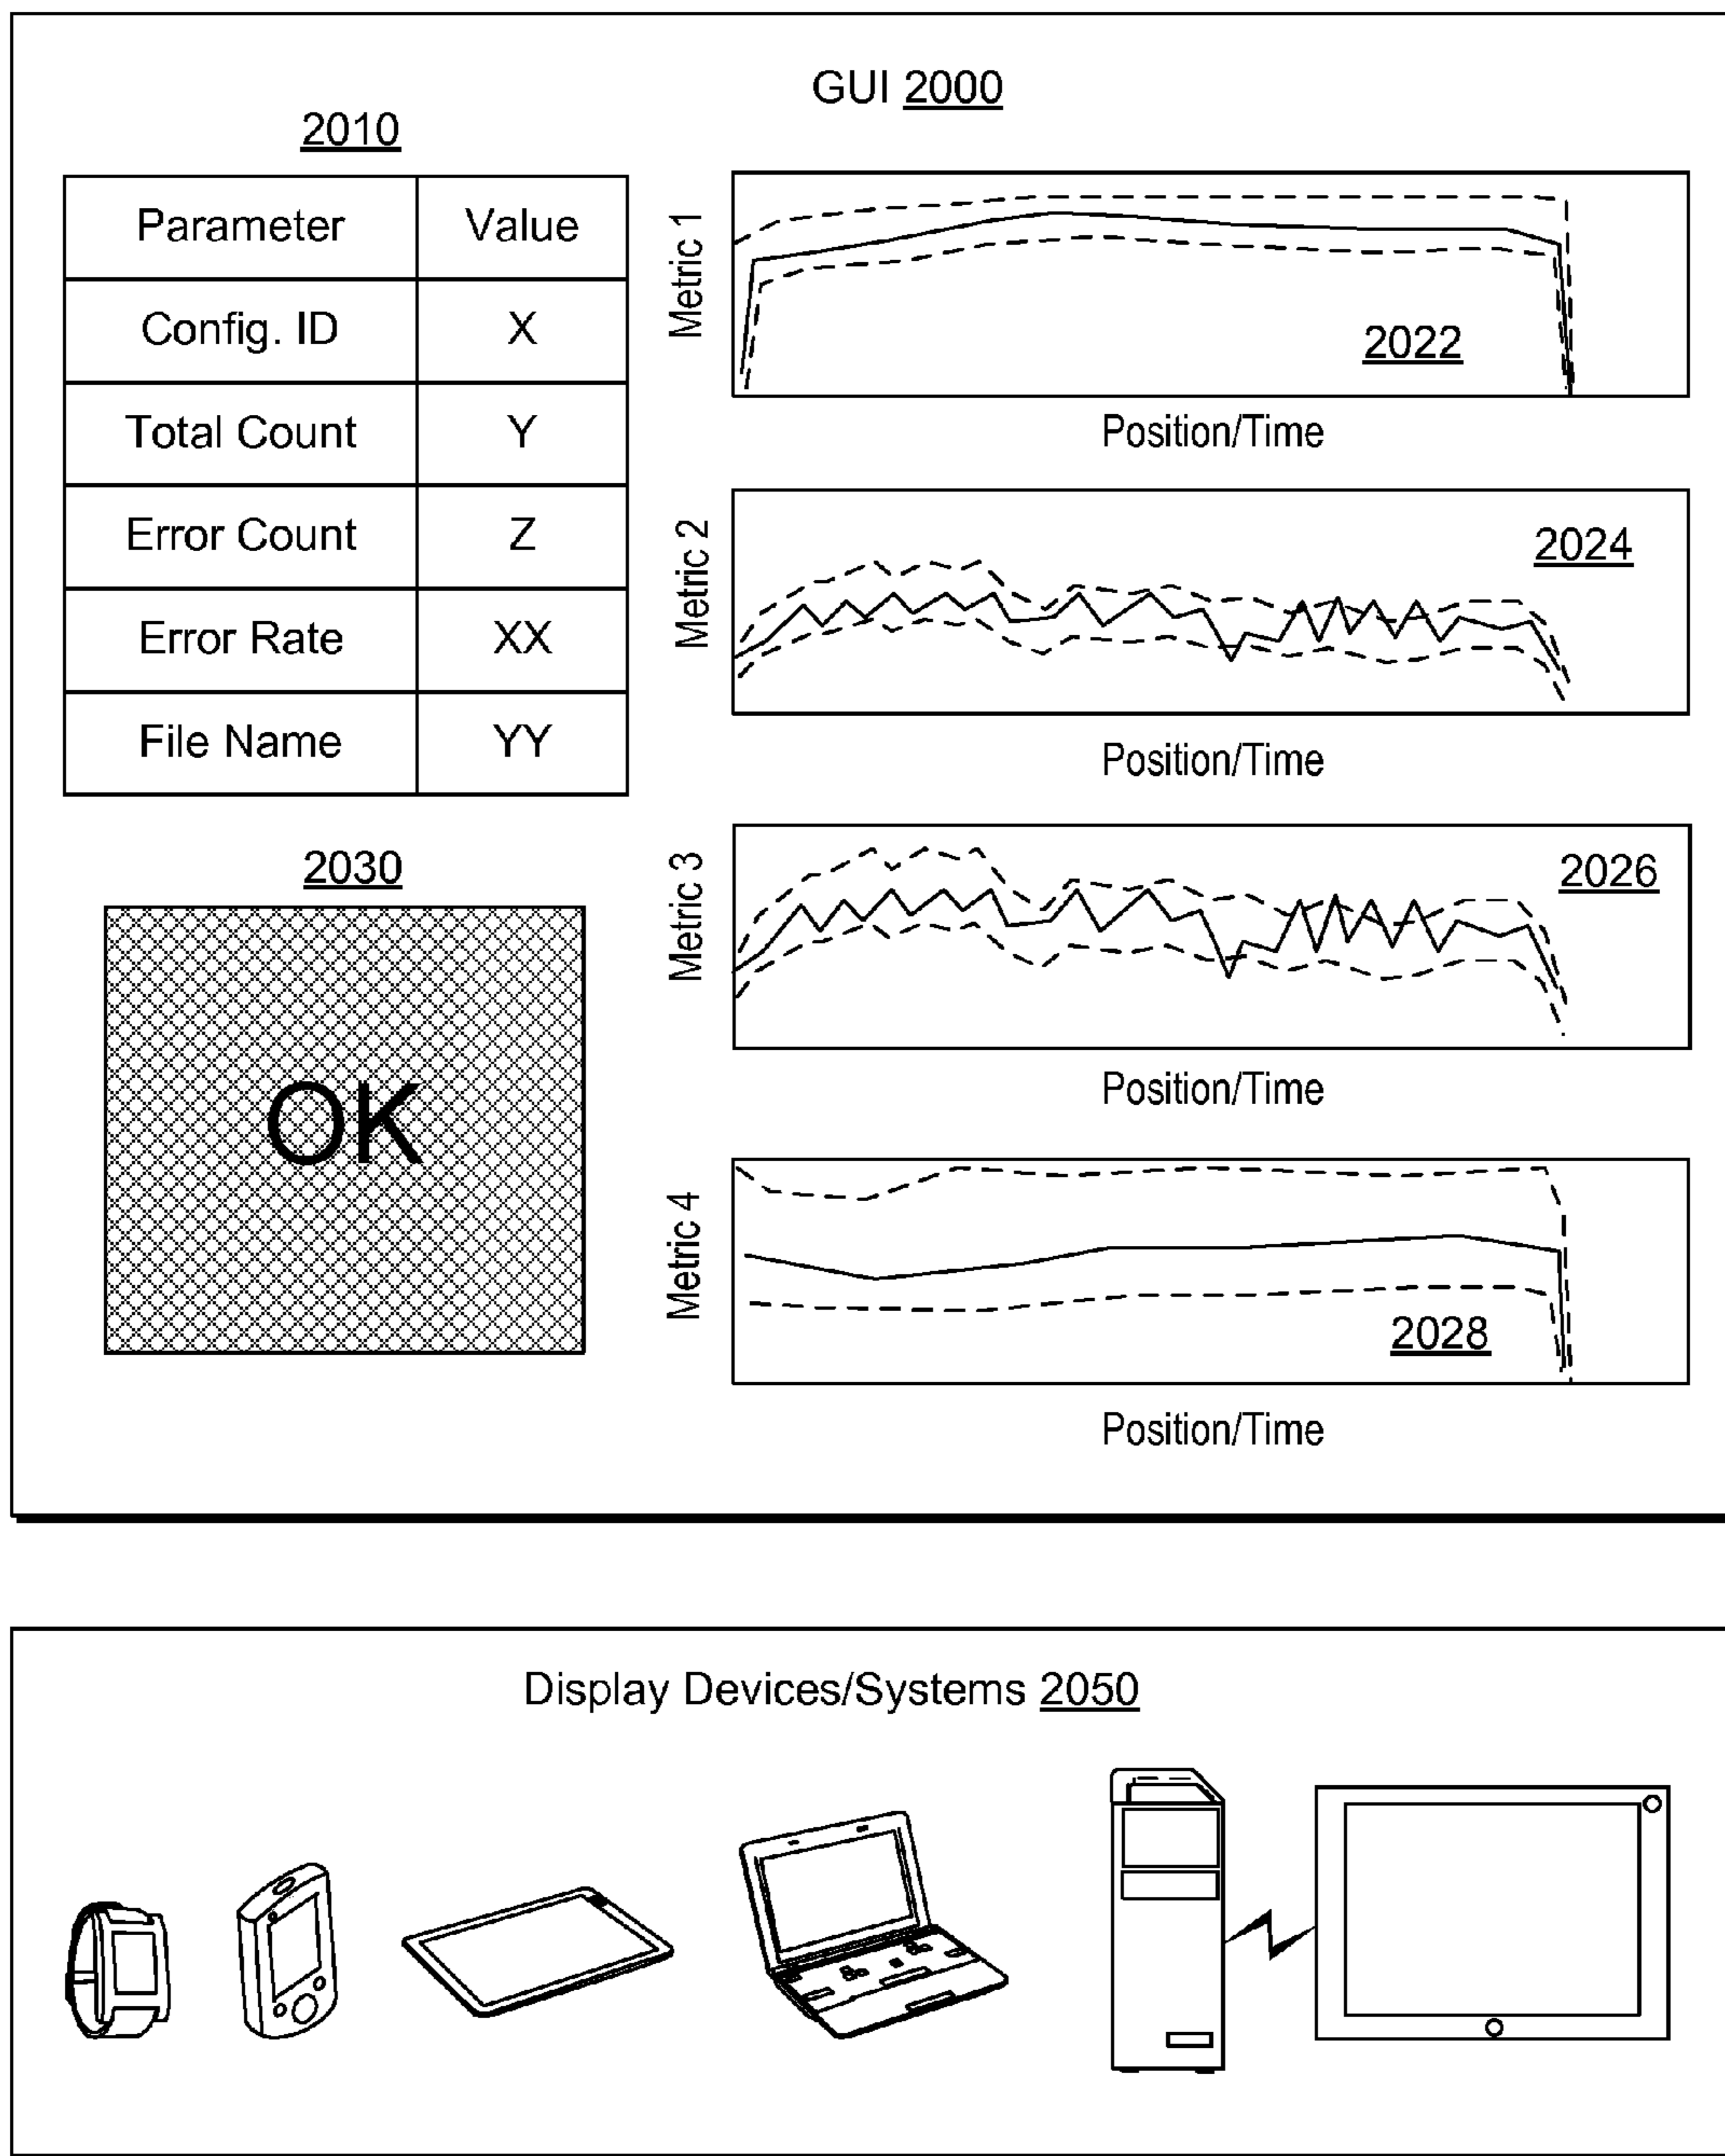 GUI 2000
2010
Parameter Value
Config. ID X
Total Count Y
Error Count Z
Error Rate XX
File Name YY
2030
OK
Metric 1
2022
Position/Time
Metric 2
2024
Position/Time
Metric 3
2026
Position/Time
Metric 4
2028
Position/Time
Display Devices/Systems 2050